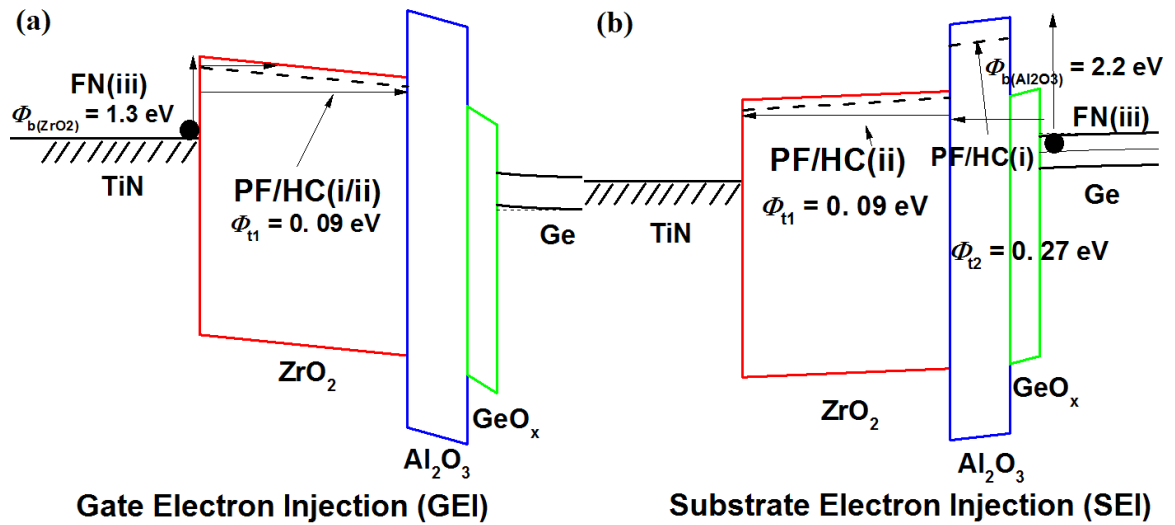 (a)
FN(iii)
Φb(ZrO2) = 1.3 eV
TiN
PF/HC(i/ii)
Φt1 = 0. 09 eV
Ge
ZrO2
GeOx
Al2O3
Gate Electron Injection (GEI)
(b)
Φb(Al2O3) = 2.2 eV
FN(iii)
PF/HC(ii)
PF/HC(i)
Φt1 = 0. 09 eV
Ge
TiN
Φt2 = 0. 27 eV
ZrO2
GeOx
Al2O3
Substrate Electron Injection (SEI)